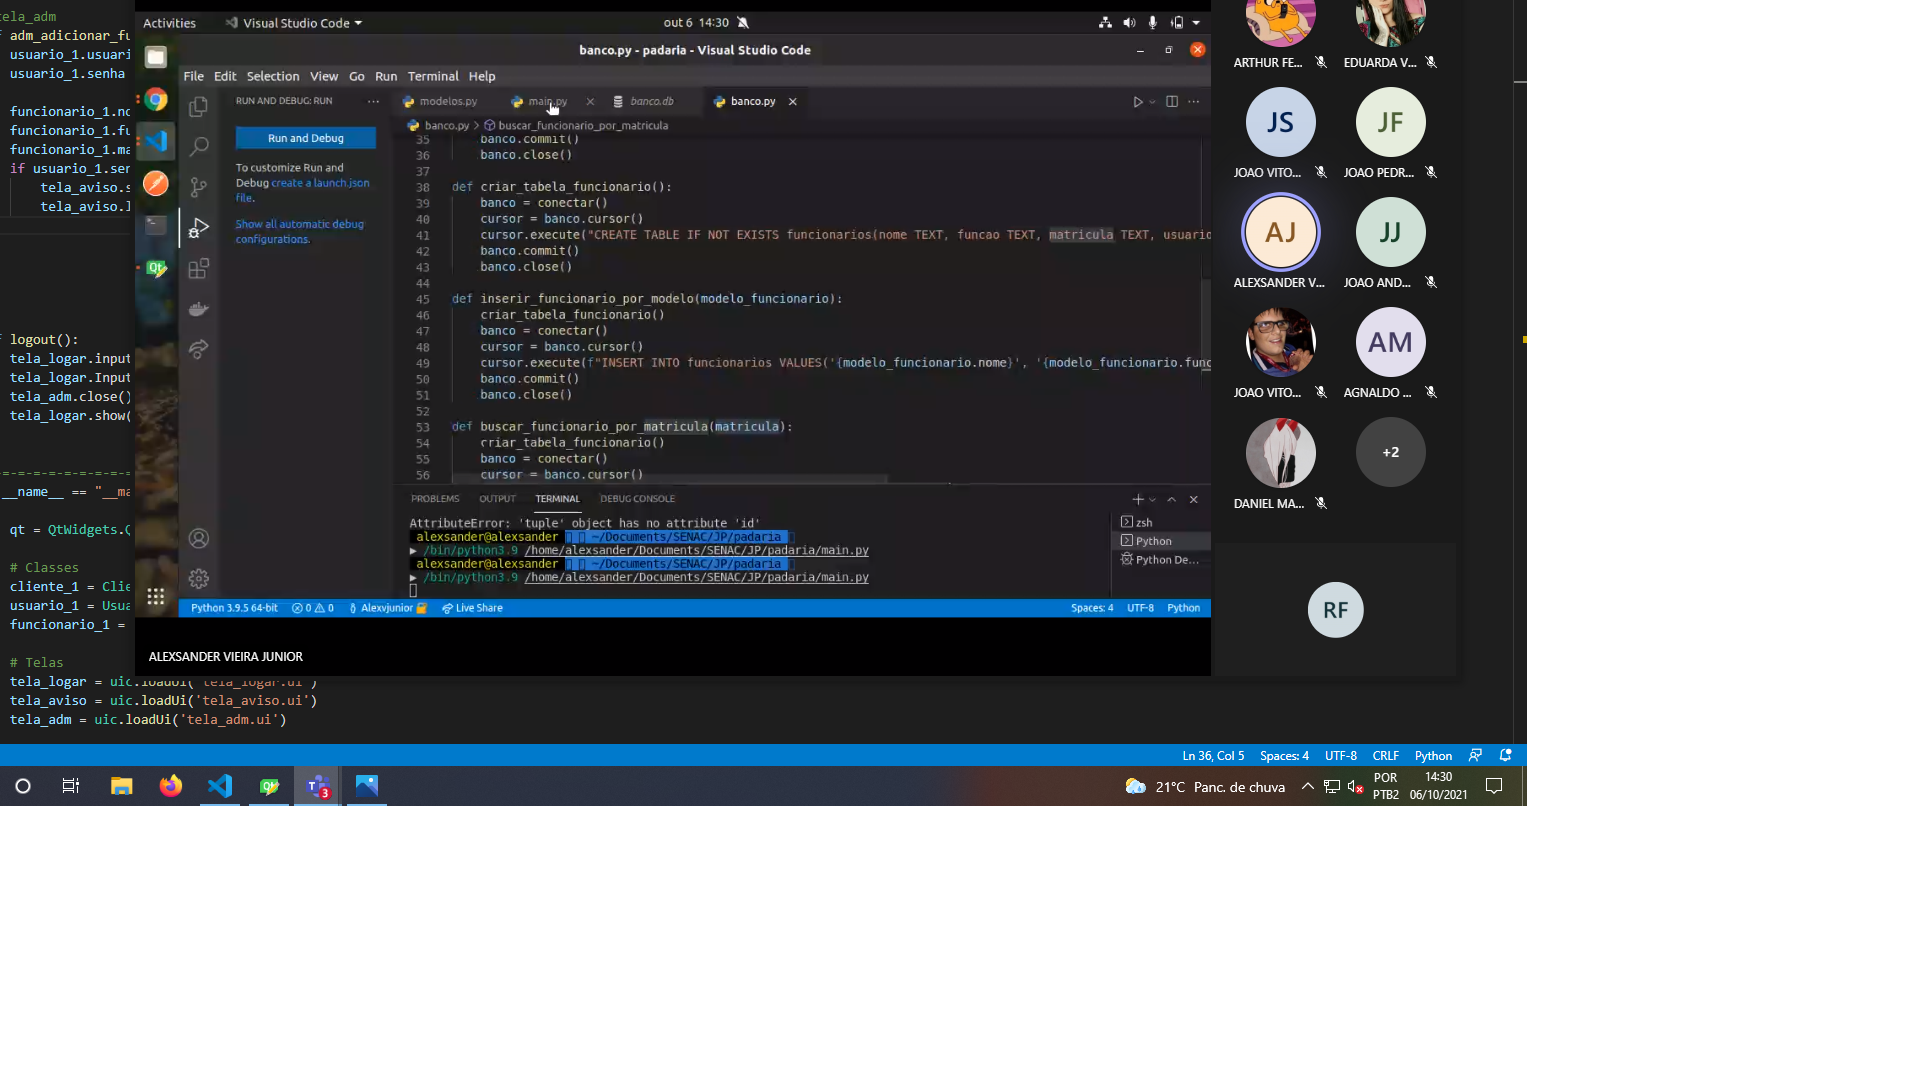 tela_adm
adm_adicionar_fu
usuario_1.usuari
usuario_1.senha
funcionario_1.no
funcionario_1.fu
funcionario_1.ma
if usuario_1.sen
tela_aviso.s
tela_aviso.l
logout():
tela_logar.input
tela_logar.Input
tela_adm.close()
tela_logar.show(
-=-=-=-=-=-=-=-=
__name__ == "__ma
qt = QtWidgets.Q
# Classes
cliente_1 = Clie
usuario_1 = Usua
funcionario_1 =
# Telas
tela_logar = uic.loadUi('tela_logar.ui')
tela_aviso = uic.loadUi('tela_aviso.ui')
tela_adm = uic.loadUi('tela_adm.ui')
Activities
Visual Studio Code
out 6 14:30
banco.py - padaria - Visual Studio Code
File Edit Selection View Go Run Terminal Help
RUN AND DEBUG: RUN
Run and Debug
To customize Run and
Debug create a launch.json
file.
Show all automatic debug
configurations.
modelos.py
main.py
banco.db
banco.py
banco.py > buscar_funcionario_por_matricula
35 banco.commit()
36 banco.close()
37
38 def criar_tabela_funcionario():
39 banco = conectar()
40 cursor = banco.cursor()
41 cursor.execute("CREATE TABLE IF NOT EXISTS funcionarios(nome TEXT, funcao TEXT, matricula TEXT, usuario
42 banco.commit()
43 banco.close()
44
45 def inserir_funcionario_por_modelo(modelo_funcionario):
46 criar_tabela_funcionario()
47 banco = conectar()
48 cursor = banco.cursor()
49 cursor.execute(f"INSERT INTO funcionarios VALUES('{modelo_funcionario.nome}', '{modelo_funcionario.func
50 banco.commit()
51 banco.close()
52
53 def buscar_funcionario_por_matricula(matricula):
54 criar_tabela_funcionario()
55 banco = conectar()
56 cursor = banco.cursor()
PROBLEMS OUTPUT TERMINAL DEBUG CONSOLE
AttributeError: 'tuple' object has no attribute 'id'
alexsander@alexsander ~/Documents/SENAC/JP/padaria
/bin/python3.9 /home/alexsander/Documents/SENAC/JP/padaria/main.py
alexsander@alexsander ~/Documents/SENAC/JP/padaria
/bin/python3.9 /home/alexsander/Documents/SENAC/JP/padaria/main.py
zsh
Python
Python De...
Python 3.9.5 64-bit 0 0 Alexvjunior Live Share
Spaces: 4 UTF-8 Python
ALEXSANDER VIEIRA JUNIOR
ARTHUR FE... EDUARDA V...
JS JF
JOAO VITO... JOAO PEDR...
AJ JJ
ALEXSANDER V... JOAO AND...
AM
JOAO VITO... AGNALDO ...
+2
DANIEL MA...
RF
Ln 36, Col 5 Spaces: 4 UTF-8 CRLF Python
3
21°C Panc. de chuva
POR
PTB2
14:30
06/10/2021